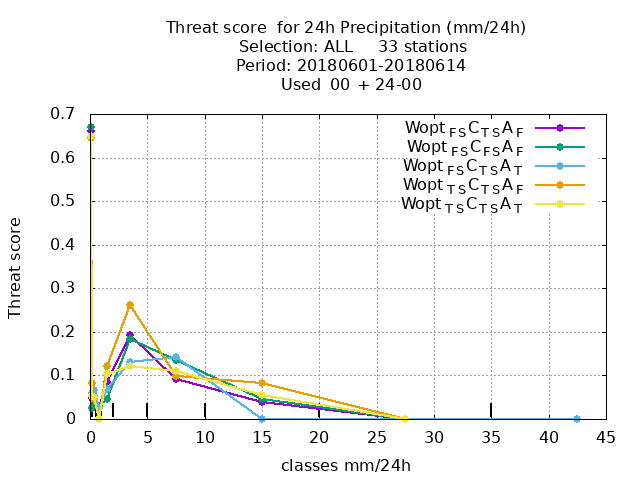 Threat score  for 24h Precipitation (mm/24h)
Selection: ALL     33 stations
Period: 20180601-20180614
Used  00 + 24-00
Wopt FS C TS A F
Wopt FS C FS A F
Wopt FS C TS A T
Wopt TS C TS A F
Wopt TS C TS A T
0.7
0.6
0.5
0.4
0.3
0.2
0.1
0
Threat score
0 5 10 15 20 25 30 35 40 45
classes mm/24h